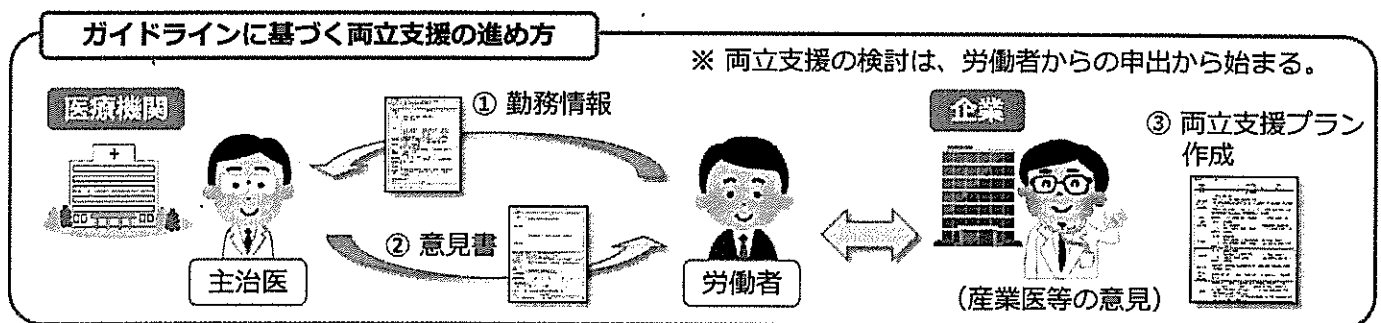 ガイドラインに基づく両立支援の進め方
※ 両立支援の検討は、労働者からの申出から始まる。
医療機関
① 勤務情報
企業
③ 両立支援プラン
作成
② 意見書
主治医
労働者
(産業医等の意見)